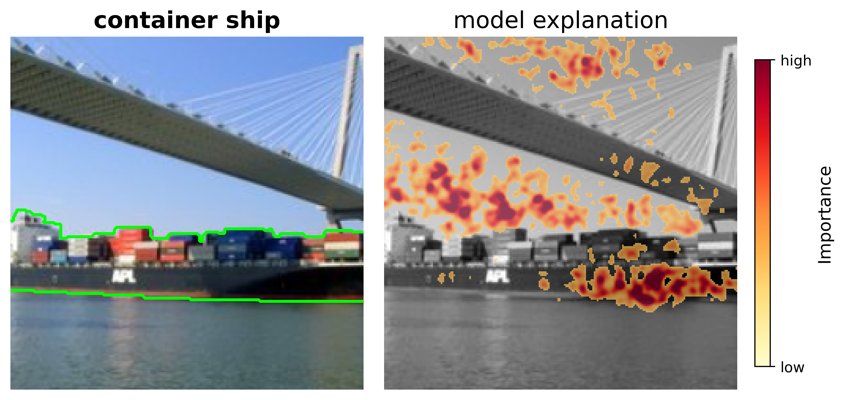 container ship
model explanation
high
APL
low
Importance